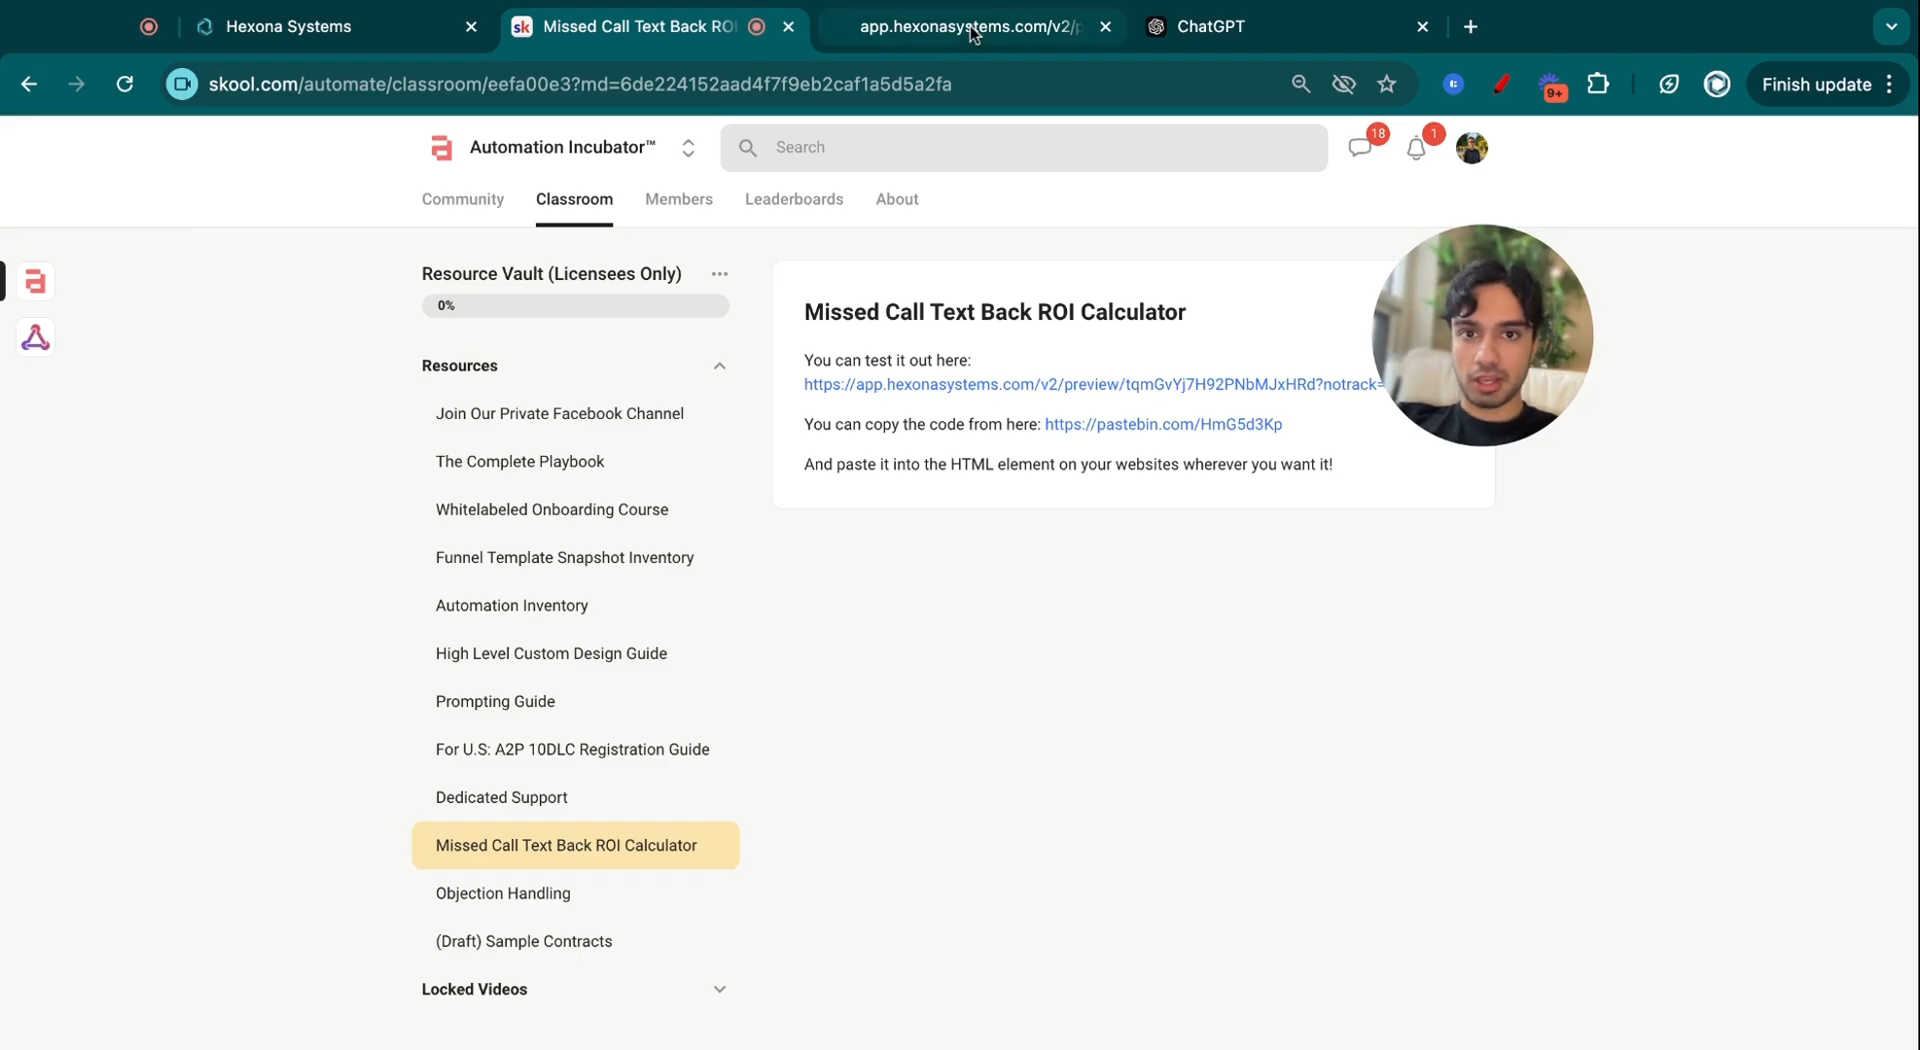 Hexona Systems
sk Missed Call Text Back ROI
app.hexonasystems.com/v2/p
ChatGPT
skool.com/automate/classroom/eefa00e3?md=6de224152aad4f7f9eb2caf1a5d5a2fa
9+
Finish update
Automation Incubator™
Search
18
1
Community
Classroom
Members
Leaderboards
About
Resource Vault (Licensees Only)
0%
Resources
Join Our Private Facebook Channel
The Complete Playbook
Whitelabeled Onboarding Course
Funnel Template Snapshot Inventory
Automation Inventory
High Level Custom Design Guide
Prompting Guide
For U.S: A2P 10DLC Registration Guide
Dedicated Support
Missed Call Text Back ROI Calculator
Objection Handling
(Draft) Sample Contracts
Locked Videos
Missed Call Text Back ROI Calculator
You can test it out here:
https://app.hexonasystems.com/v2/preview/tqmGvYj7H92PNbMJxHRd?notrack=
You can copy the code from here: https://pastebin.com/HmG5d3Kp
And paste it into the HTML element on your websites wherever you want it!